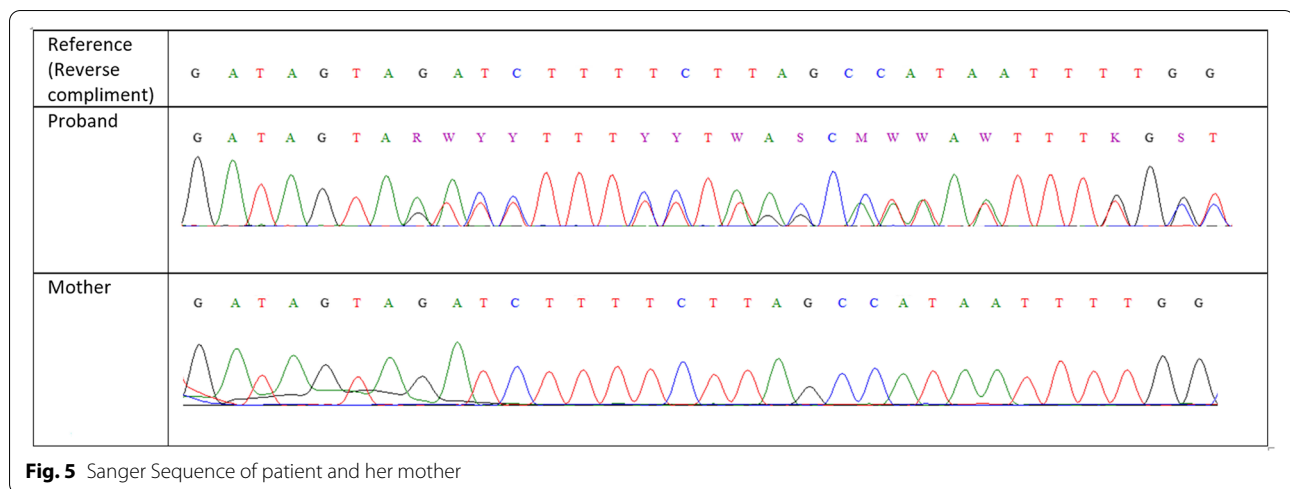 Reference
(Reverse
compliment)
G A T A G T A G A T C T T T T C T T A G C C A T A A T T T T G G
Proband
G A T A G T A R W Y Y T T T Y Y T W A S C M W W A W T T T K G S T
Mother
G A T A G T A G A T C T T T T C T T A G C C A T A A T T T T G G
Fig. 5 Sanger Sequence of patient and her mother